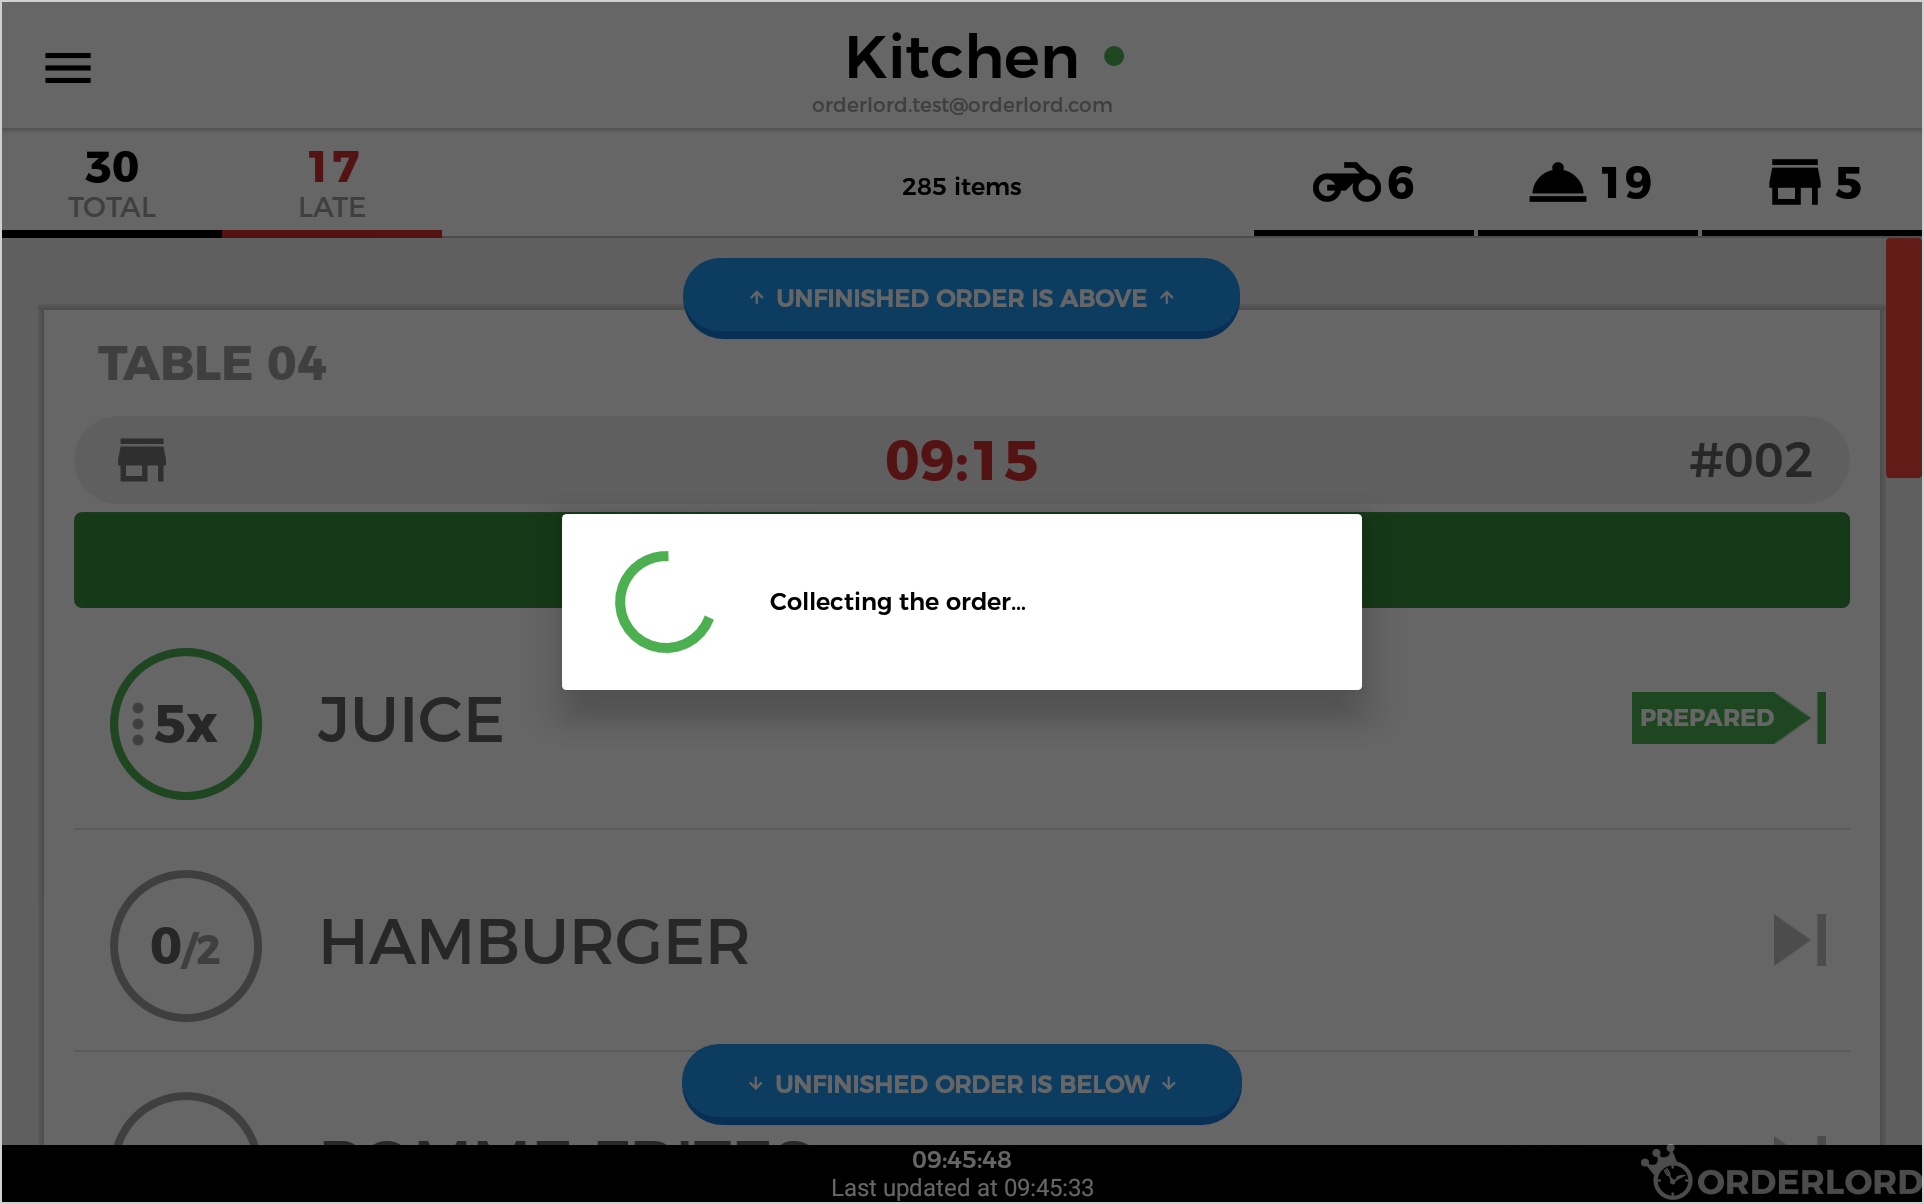 Kitchen
orderlord.test@orderlord.com
30
TOTAL
17
LATE
285 items
6
19
5
↑ UNFINISHED ORDER IS ABOVE ↑
TABLE 04
09:15
#002
Collecting the order...
5x
JUICE
PREPARED
0/2
HAMBURGER
↓ UNFINISHED ORDER IS BELOW ↓
09:45:48
Last updated at 09:45:33
ORDERLORD